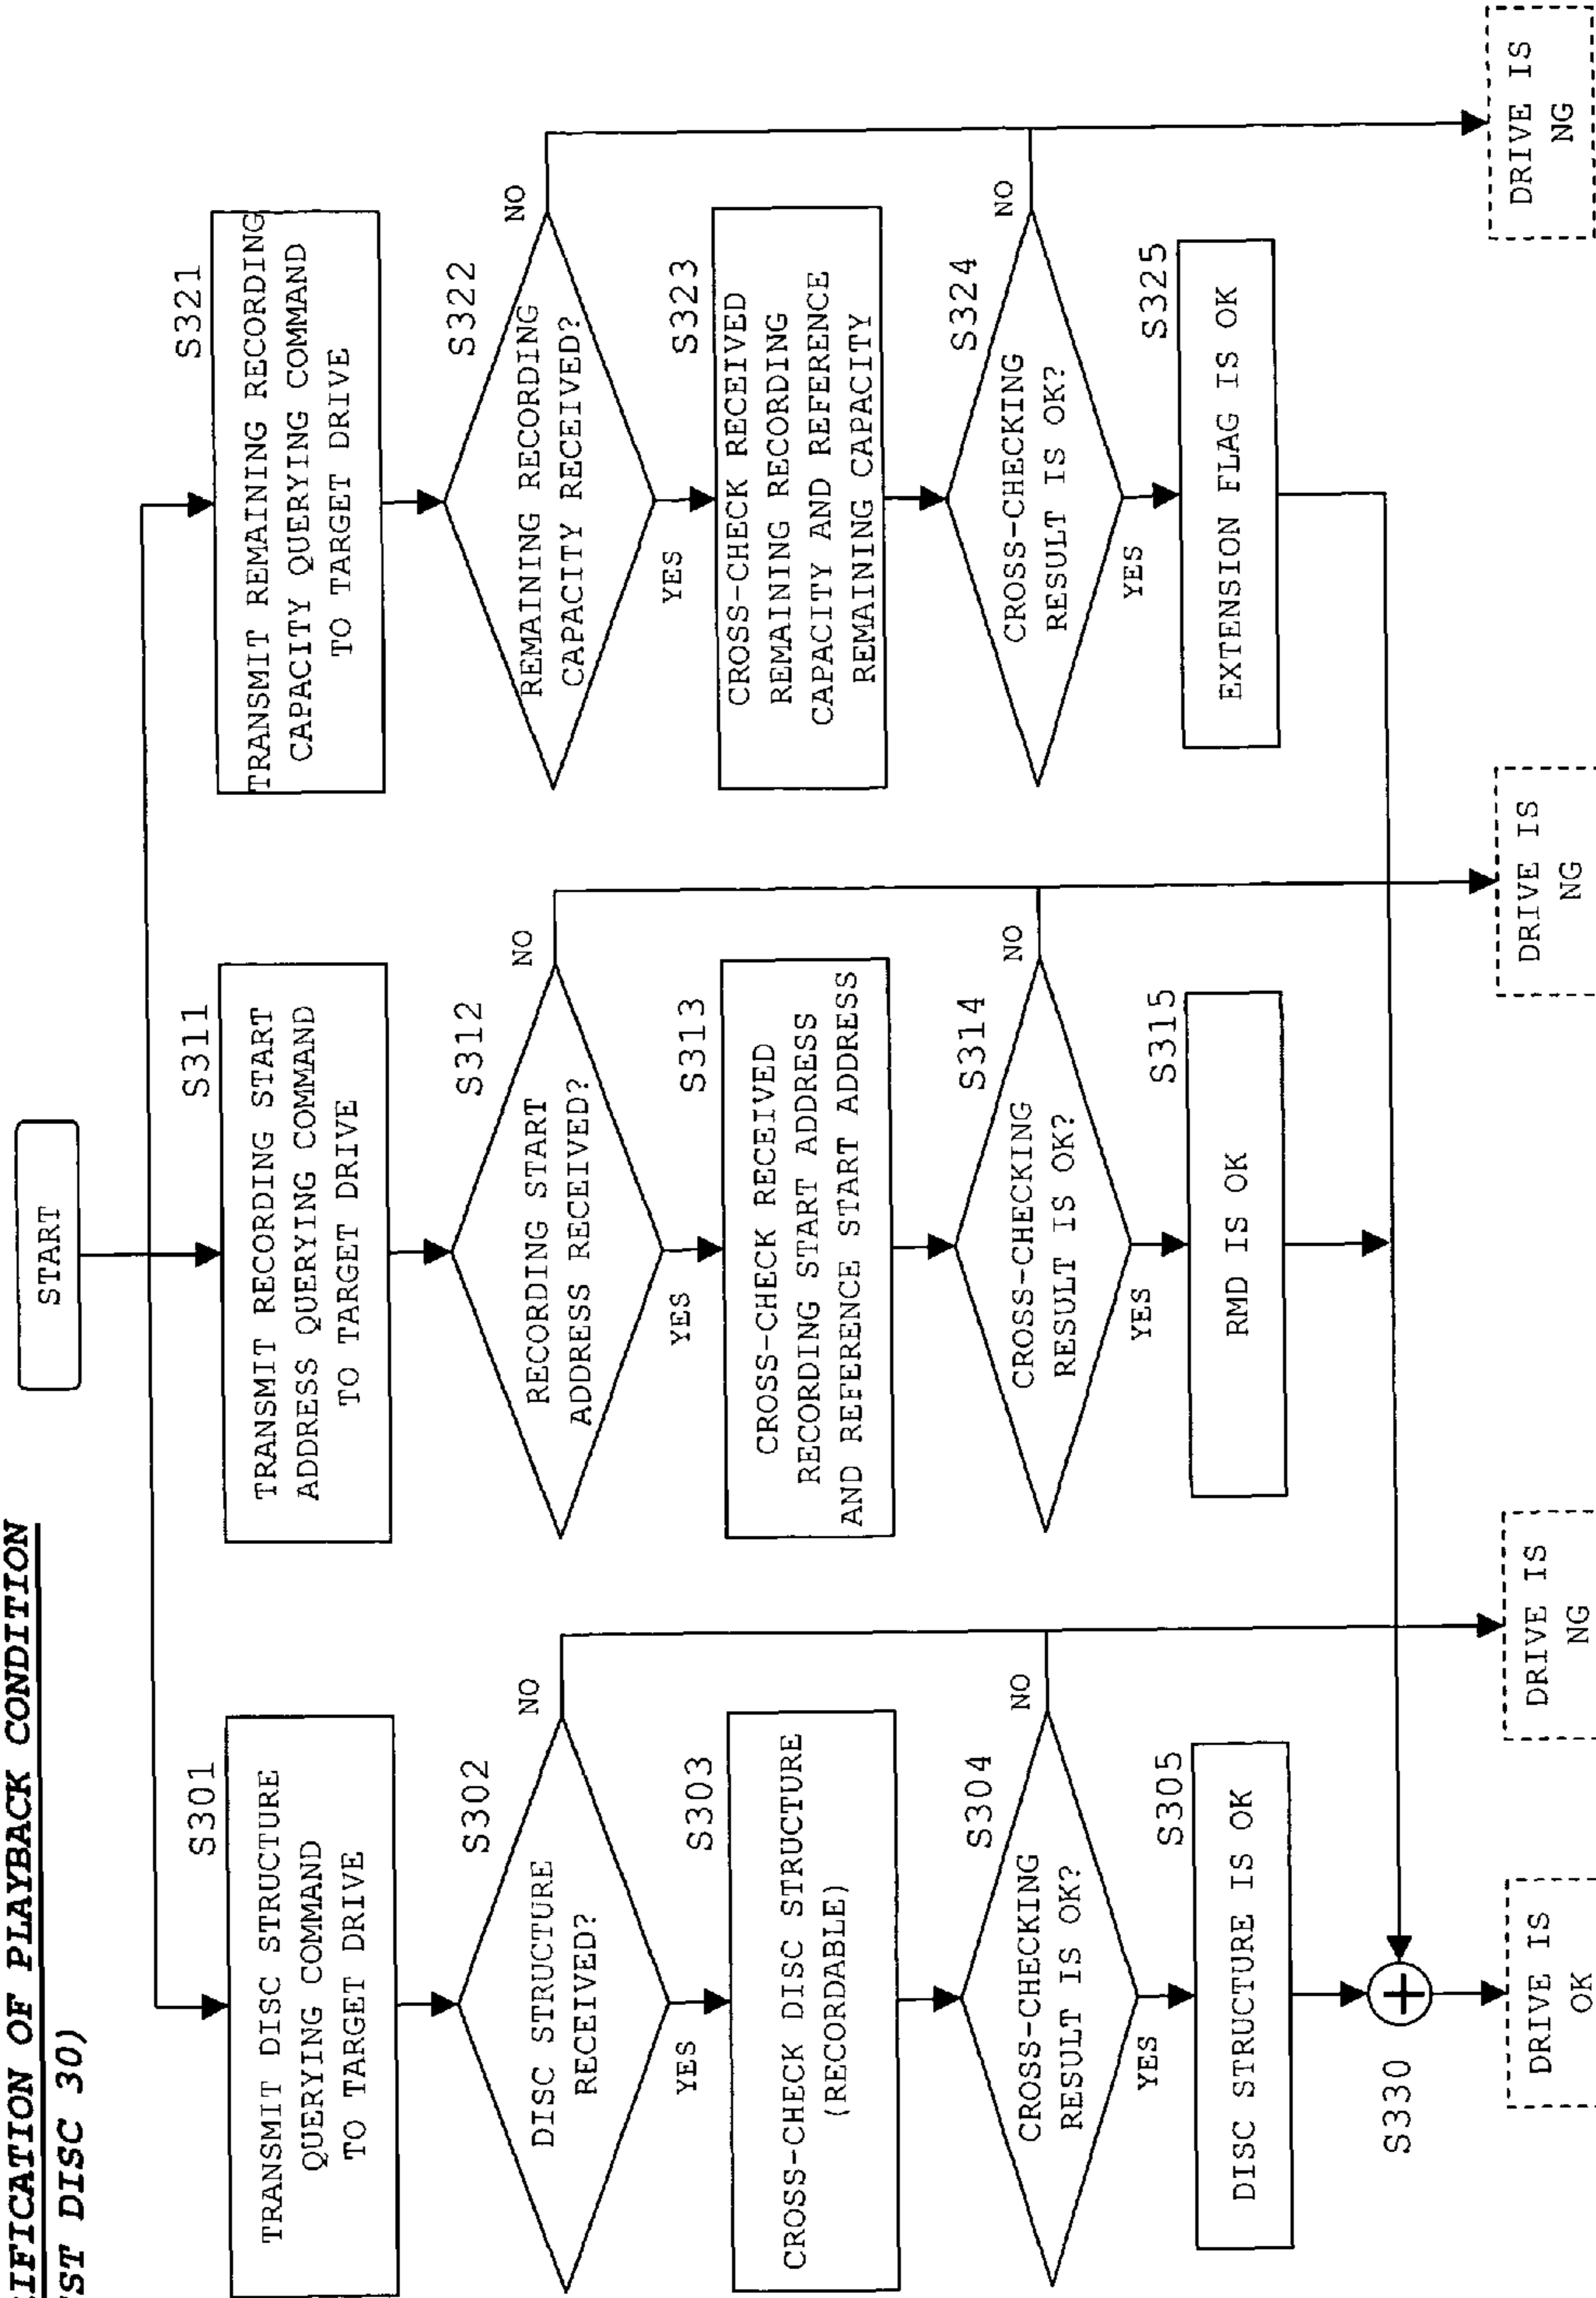 IFICATION OF PLAYBACK CONDITION
ST DISC 30)
START
S301
TRANSMIT DISC STRUCTURE
QUERYING COMMAND
TO TARGET DRIVE
S302
DISC STRUCTURE
RECEIVED?
NO
YES
S303
CROSS-CHECK DISC STRUCTURE
(RECORDABLE)
S304
CROSS-CHECKING
RESULT IS OK?
NO
YES
S305
DISC STRUCTURE IS OK
S330
+
DRIVE IS
OK
DRIVE IS
NG
S311
TRANSMIT RECORDING START
ADDRESS QUERYING COMMAND
TO TARGET DRIVE
S312
RECORDING START
ADDRESS RECEIVED?
NO
YES
S313
CROSS-CHECK RECEIVED
RECORDING START ADDRESS
AND REFERENCE START ADDRESS
S314
CROSS-CHECKING
RESULT IS OK?
NO
YES
S315
RMD IS OK
DRIVE IS
NG
S321
TRANSMIT REMAINING RECORDING
CAPACITY QUERYING COMMAND
TO TARGET DRIVE
S322
REMAINING RECORDING
CAPACITY RECEIVED?
NO
YES
S323
CROSS-CHECK RECEIVED
REMAINING RECORDING
CAPACITY AND REFERENCE
REMAINING CAPACITY
S324
CROSS-CHECKING
RESULT IS OK?
NO
YES
S325
EXTENSION FLAG IS OK
DRIVE IS
NG